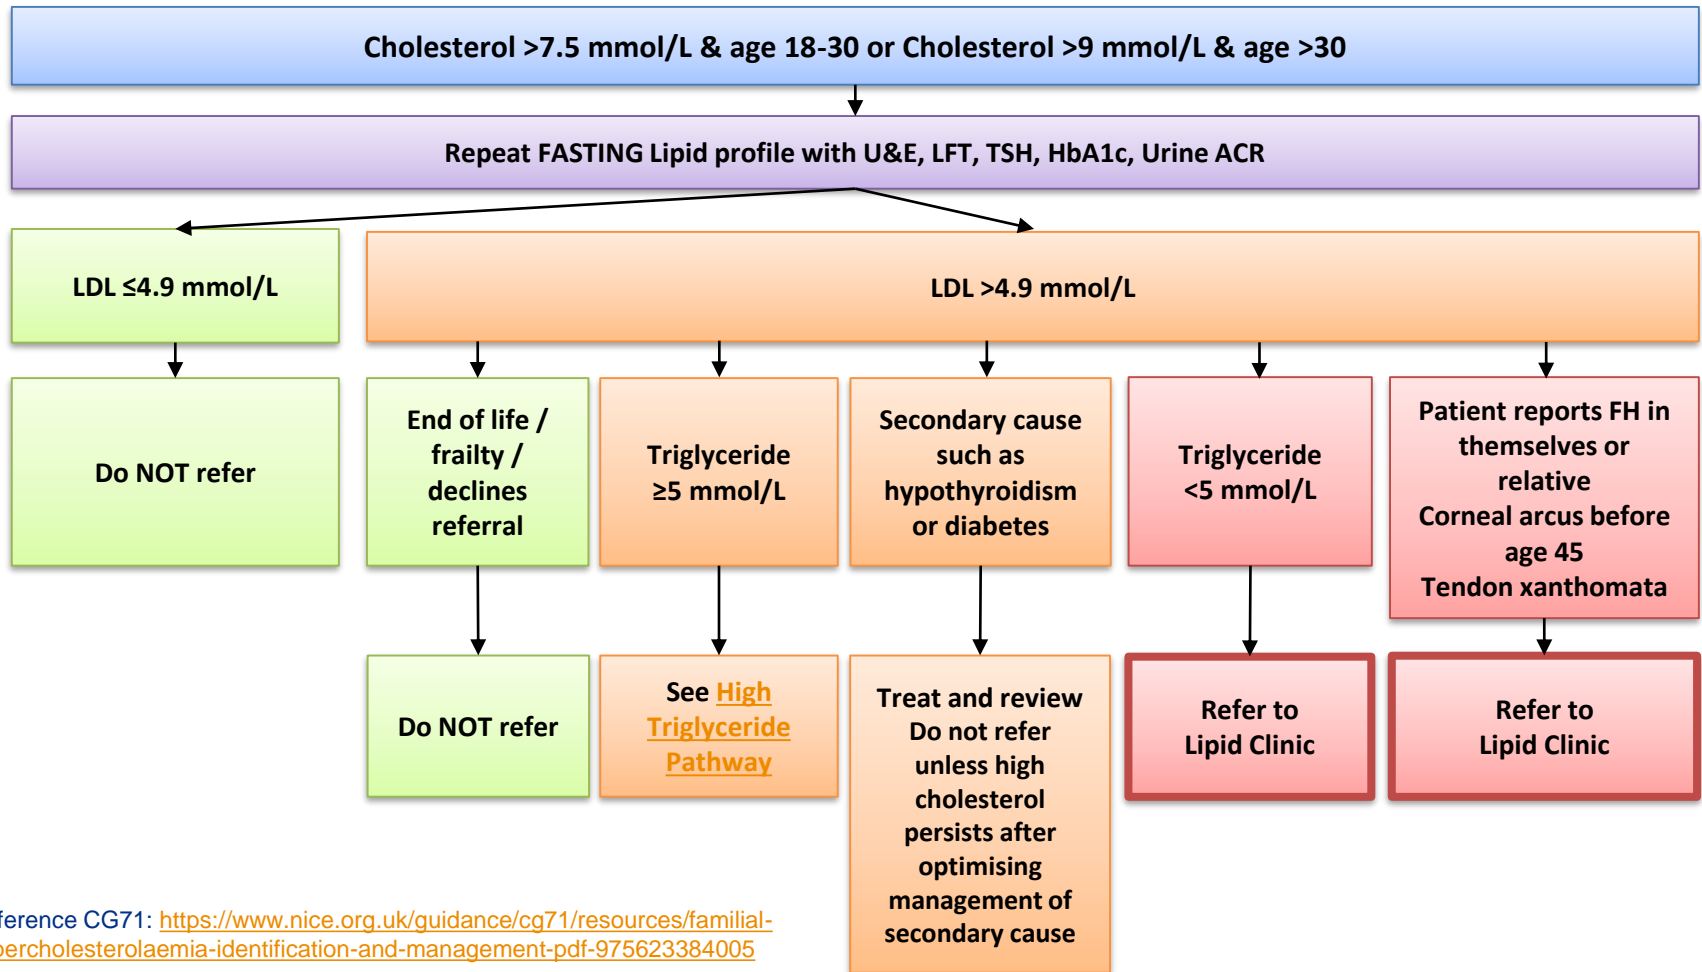 Cholesterol >7.5 mmol/L & age 18-30 or Cholesterol >9 mmol/L & age >30
Repeat FASTING Lipid profile with U&E, LFT, TSH, HbA1c, Urine ACR
LDL ≤4.9 mmol/L
LDL >4.9 mmol/L
Do NOT refer
End of life /
frailty /
declines
referral
Triglyceride
≥5 mmol/L
Secondary cause
such as
hypothyroidism
or diabetes
Triglyceride
<5 mmol/L
Patient reports FH in
themselves or
relative
Corneal arcus before
age 45
Tendon xanthomata
Do NOT refer
See High
Triglyceride
Pathway
Treat and review
Do not refer
unless high
cholesterol
persists after
optimising
management of
secondary cause
Refer to
Lipid Clinic
Refer to
Lipid Clinic
ference CG71: https://www.nice.org.uk/guidance/cg71/resources/familial-
percholesterolaemia-identification-and-management-pdf-975623384005